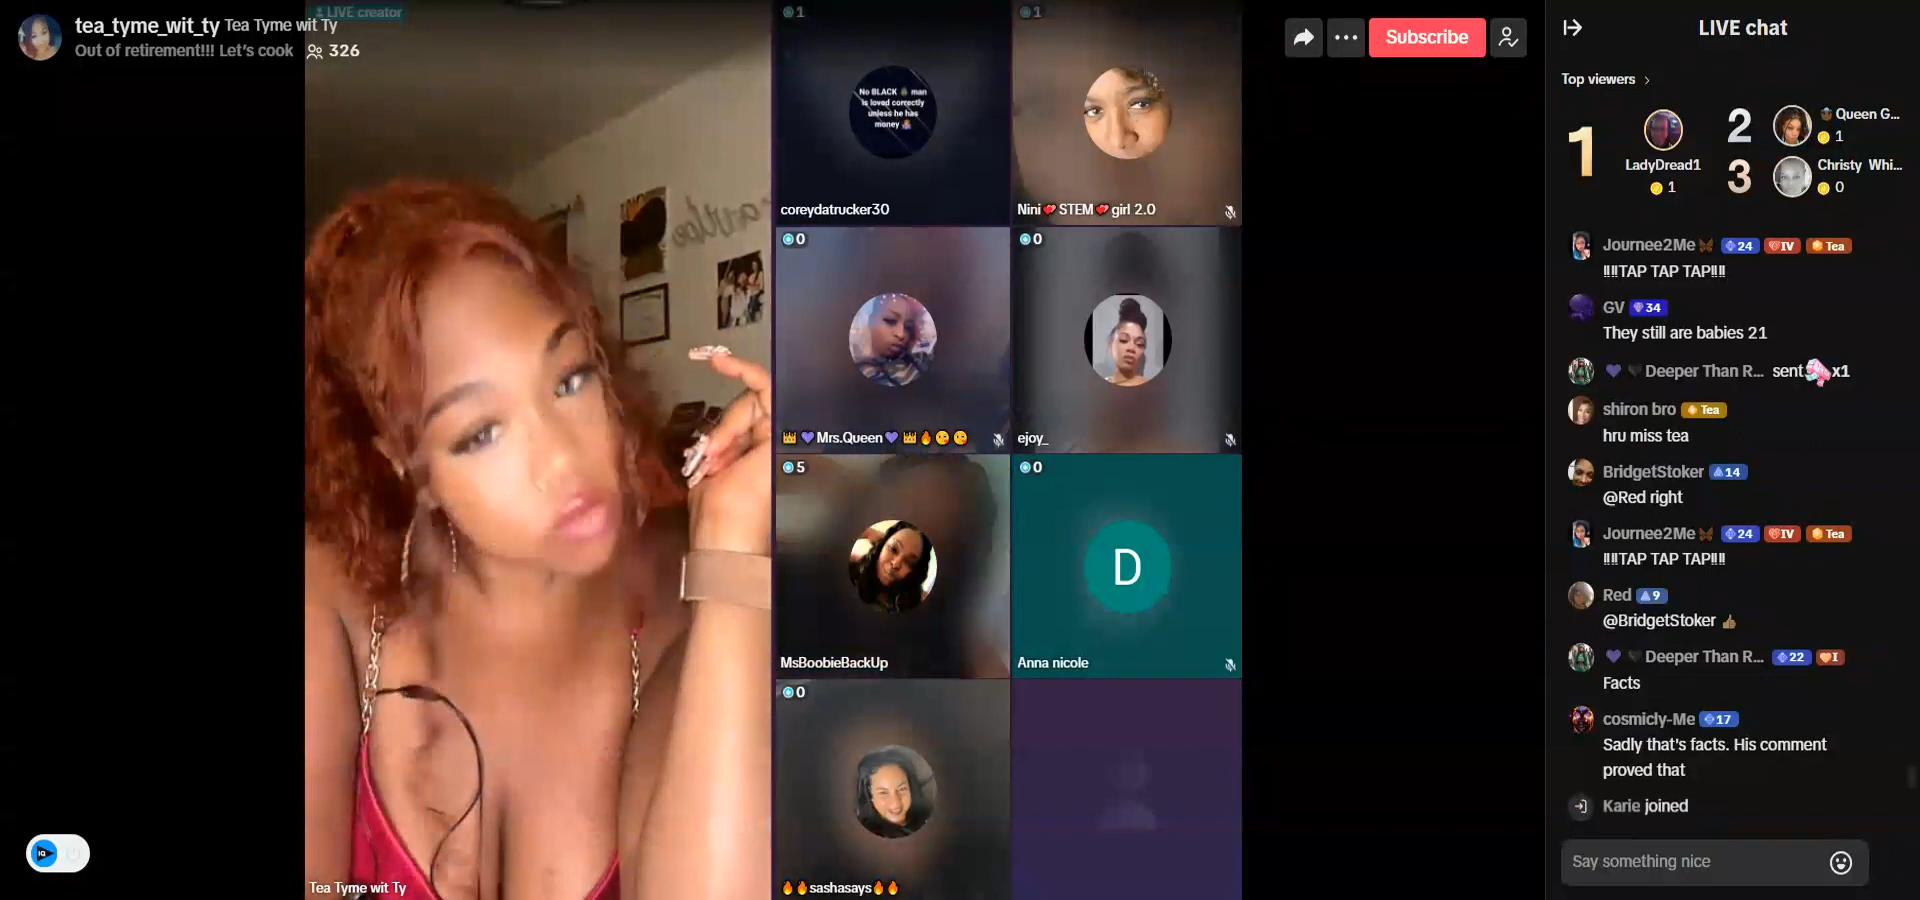 tea_tyme_wit_ty Tea Tyme wit Ty
Out of retirement!!! Let's cook 326
LIVE creator
Tea Tyme wit Ty
1
No BLACK man
is loved correctly
unless he has
money
coreydatrucker30
1
Nini❤️STEM❤️girl 2.0
0
👑💜Mrs.Queen💜👑🔥😘😘
0
ejoy_
5
MsBoobieBackUp
0
D
Anna nicole
0
🔥🔥sashasays🔥🔥
Subscribe
LIVE chat
Top viewers >
1
LadyDread1
1
2
Queen G...
1
3
Christy Whi...
0
Journee2Me 24 IV Tea
‼️‼️TAP TAP TAP‼️‼️
GV 34
They still are babies 21
💜🖤Deeper Than R... sent x1
shiron bro Tea
hru miss tea
BridgetStoker 14
@Red right
Journee2Me 24 IV Tea
‼️‼️TAP TAP TAP‼️‼️
Red 9
@BridgetStoker 👍🏽
💜🖤Deeper Than R... 22 I
Facts
cosmicly-Me 17
Sadly that's facts. His comment
proved that
Karie joined
Say something nice